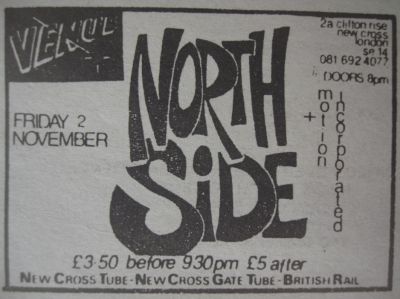 VENUE
2a clifton rise
new cross
london
se 14
081 692 4077
DOORS 8pm
FRIDAY 2
NOVEMBER
NORTH
SIDE
+
motion
incorporated
£3·50 before 9 30pm £5 after
NEW CROSS TUBE - NEW CROSS GATE TUBE - BRITISH RAIL